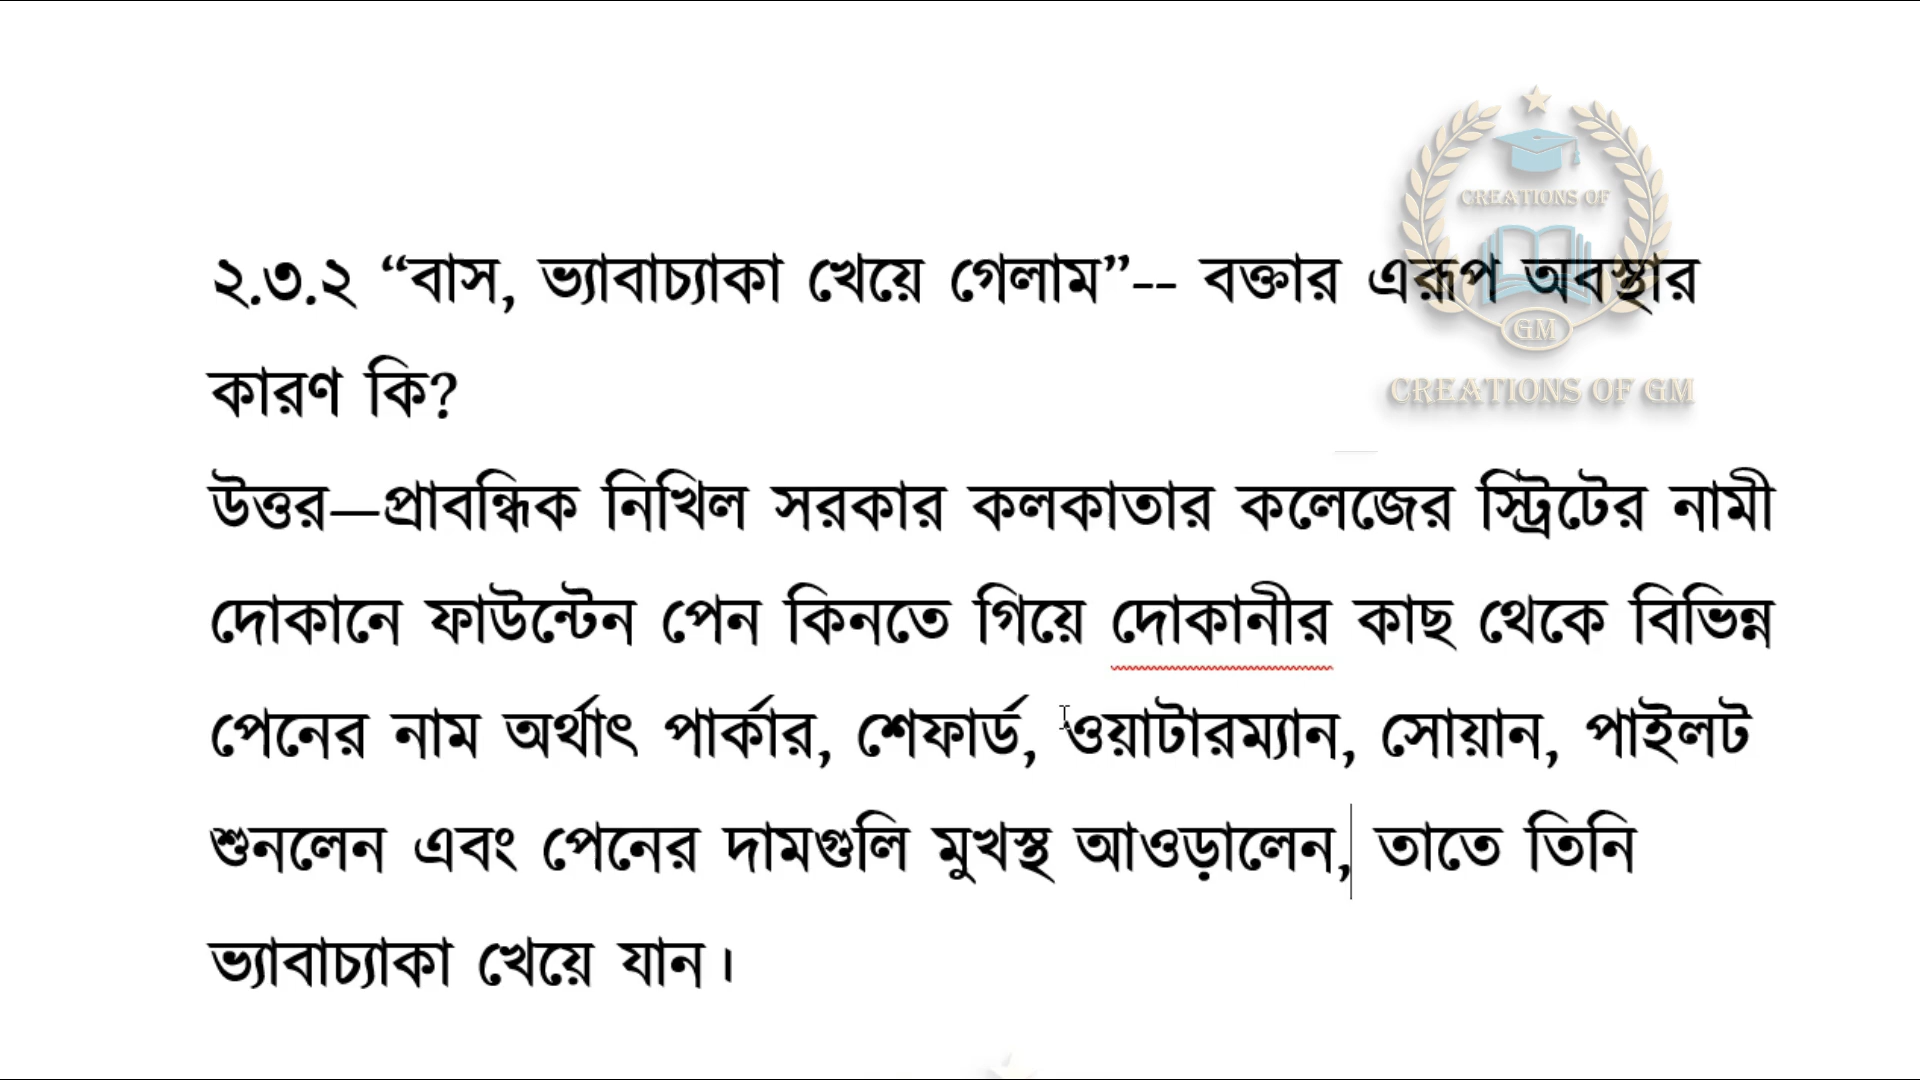 CREATIONS OF
GM
CREATIONS OF GM
২.৩.২ “বাস, ভ্যাবাচ্যাকা খেয়ে গেলাম”-- বক্তার এরূপ অবস্থার
কারণ কি?
উত্তর—প্রাবন্ধিক নিখিল সরকার কলকাতার কলেজের স্ট্রিটের নামী
দোকানে ফাউন্টেন পেন কিনতে গিয়ে দোকানীর কাছ থেকে বিভিন্ন
পেনের নাম অর্থাৎ পার্কার, শেফার্ড, ওয়াটারম্যান, সোয়ান, পাইলট
শুনলেন এবং পেনের দামগুলি মুখস্থ আওড়ালেন, তাতে তিনি
ভ্যাবাচ্যাকা খেয়ে যান।